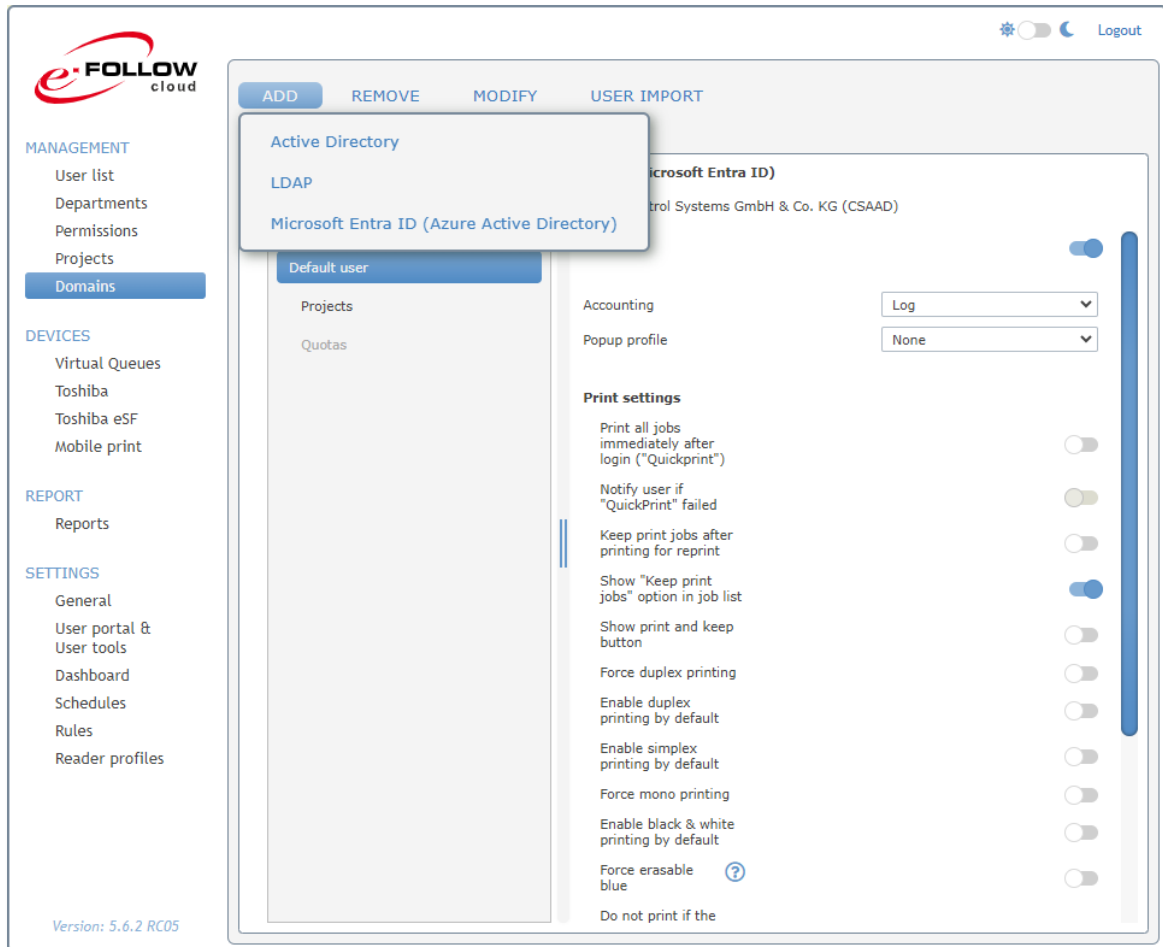 Logout
e-FOLLOW
cloud
ADD REMOVE MODIFY USER IMPORT
Active Directory
LDAP
Microsoft Entra ID (Azure Active Directory)
MANAGEMENT
User list
Departments
Permissions
Projects
Domains
DEVICES
Virtual Queues
Toshiba
Toshiba eSF
Mobile print
REPORT
Reports
SETTINGS
General
User portal &
User tools
Dashboard
Schedules
Rules
Reader profiles
Version: 5.6.2 RC05
Default user
Projects
Quotas
icrosoft Entra ID)
trol Systems GmbH & Co. KG (CSAAD)
Accounting Log
Popup profile None
Print settings
Print all jobs
immediately after
login ("Quickprint")
Notify user if
"QuickPrint" failed
Keep print jobs after
printing for reprint
Show "Keep print
jobs" option in job list
Show print and keep
button
Force duplex printing
Enable duplex
printing by default
Enable simplex
printing by default
Force mono printing
Enable black & white
printing by default
Force erasable ?
blue
Do not print if the